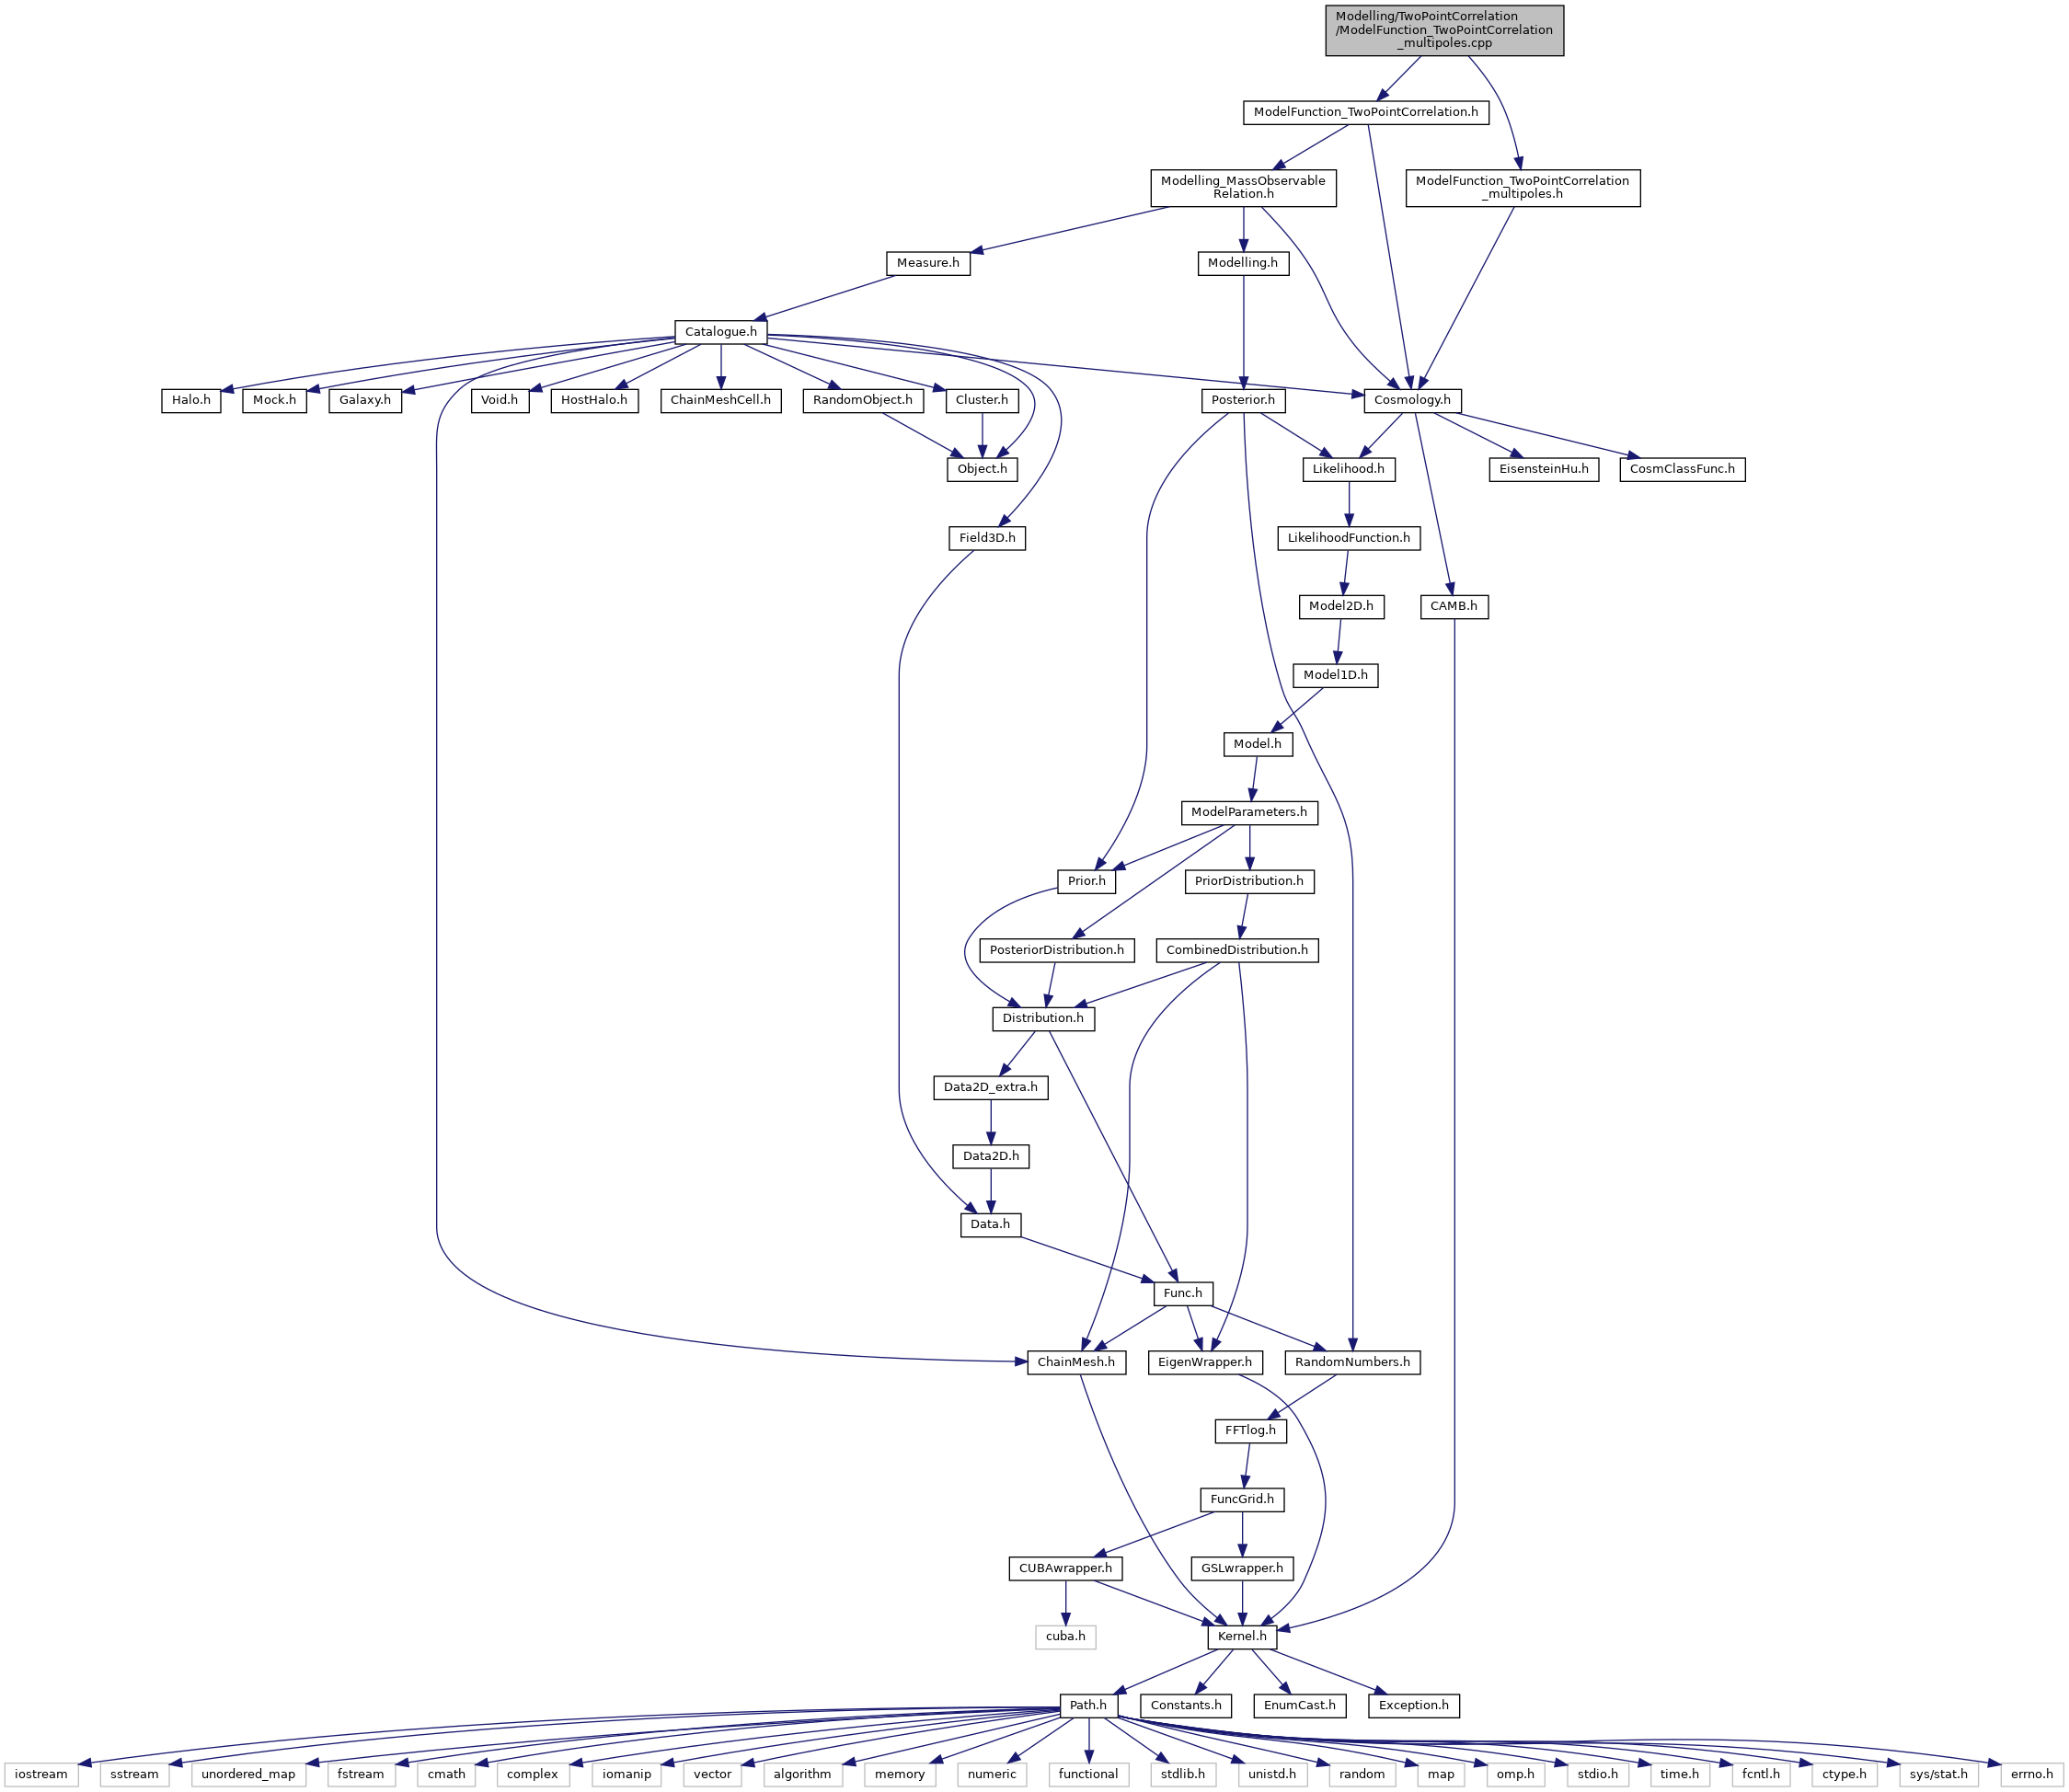 Modelling/TwoPointCorrelation
/ModelFunction_TwoPointCorrelation
_multipoles.cpp
ModelFunction_TwoPointCorrelation.h
Modelling_MassObservable
Relation.h
ModelFunction_TwoPointCorrelation
_multipoles.h
Measure.h
Modelling.h
Catalogue.h
Halo.h
Mock.h
Galaxy.h
Void.h
HostHalo.h
ChainMeshCell.h
RandomObject.h
Cluster.h
Posterior.h
Cosmology.h
Object.h
Likelihood.h
EisensteinHu.h
CosmClassFunc.h
Field3D.h
LikelihoodFunction.h
Model2D.h
CAMB.h
Model1D.h
Model.h
ModelParameters.h
Prior.h
PriorDistribution.h
PosteriorDistribution.h
CombinedDistribution.h
Distribution.h
Data2D_extra.h
Data2D.h
Data.h
Func.h
ChainMesh.h
EigenWrapper.h
RandomNumbers.h
FFTlog.h
FuncGrid.h
CUBAwrapper.h
GSLwrapper.h
cuba.h
Kernel.h
Path.h
Constants.h
EnumCast.h
Exception.h
iostream
sstream
unordered_map
fstream
cmath
complex
iomanip
vector
algorithm
memory
numeric
functional
stdlib.h
unistd.h
random
map
omp.h
stdio.h
time.h
fcntl.h
ctype.h
sys/stat.h
errno.h